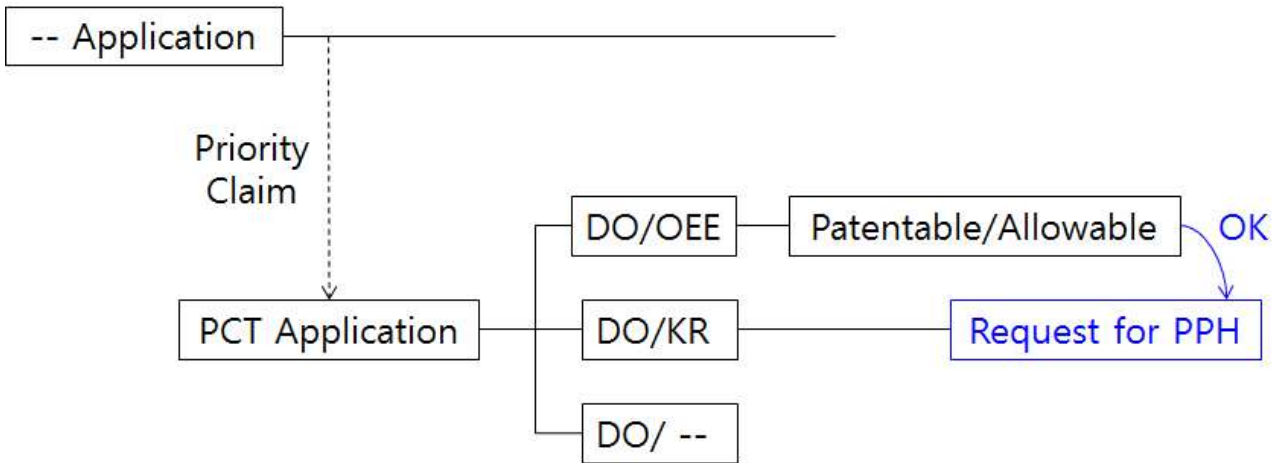 -- Application
Priority
Claim
DO/OEE
Patentable/Allowable
OK
PCT Application
DO/KR
Request for PPH
DO/ --